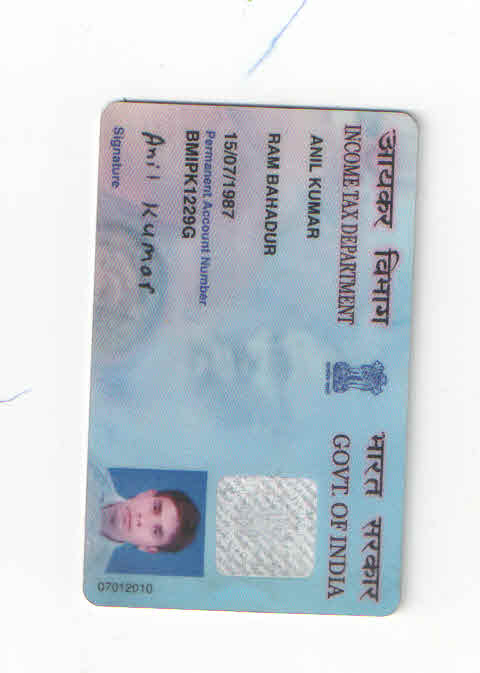 आयकर विभाग
INCOME TAX DEPARTMENT
भारत सरकार
GOVT. OF INDIA
ANIL KUMAR
RAM BAHADUR
15/07/1987
Permanent Account Number
BMIPK1229G
Anil Kumar
Signature
07012010